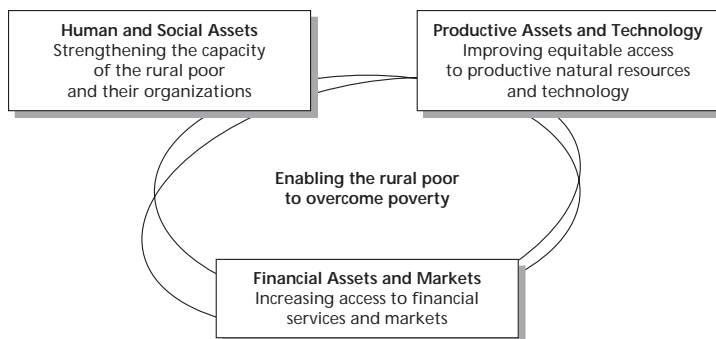 Human and Social Assets
Strengthening the capacity
of the rural poor
and their organizations
Productive Assets and Technology
Improving equitable access
to productive natural resources
and technology
Enabling the rural poor
to overcome poverty
Financial Assets and Markets
Increasing access to financial
services and markets